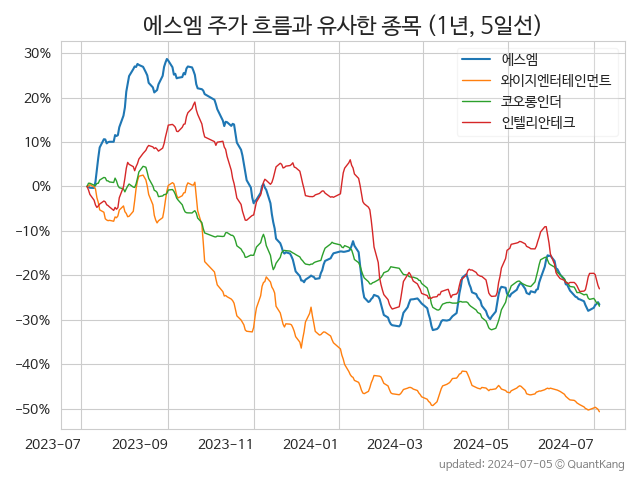 에스엠 주가 흐름과 유사한 종목 (1년, 5일선)
에스엠
와이지엔터테인먼트
코오롱인더
인텔리안테크
30%
20%
10%
0%
−10%
−20%
−30%
−40%
−50%
2023-07 2023-09 2023-11 2024-01 2024-03 2024-05 2024-07
updated: 2024-07-05 © QuantKang